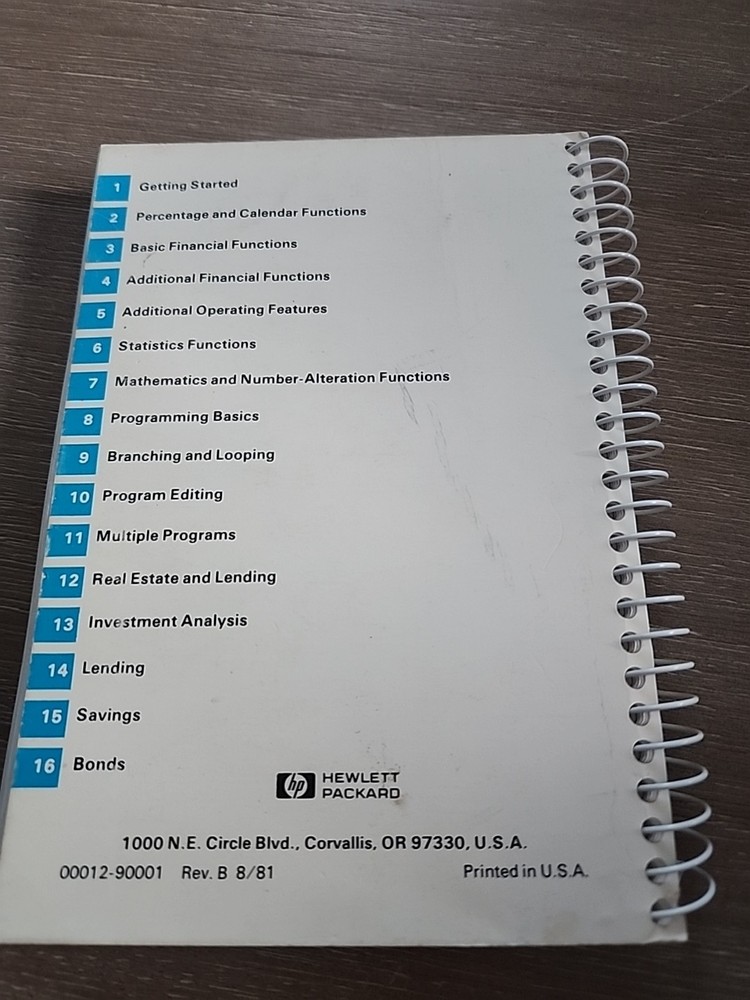 1 Getting Started
2 Percentage and Calendar Functions
3 Basic Financial Functions
4 Additional Financial Functions
5 Additional Operating Features
6 Statistics Functions
7 Mathematics and Number-Alteration Functions
8 Programming Basics
9 Branching and Looping
10 Program Editing
11 Multiple Programs
12 Real Estate and Lending
13 Investment Analysis
14 Lending
15 Savings
16 Bonds
hp HEWLETT
PACKARD
1000 N.E. Circle Blvd., Corvallis, OR 97330, U.S.A.
00012-90001 Rev. B 8/81 Printed in U.S.A.